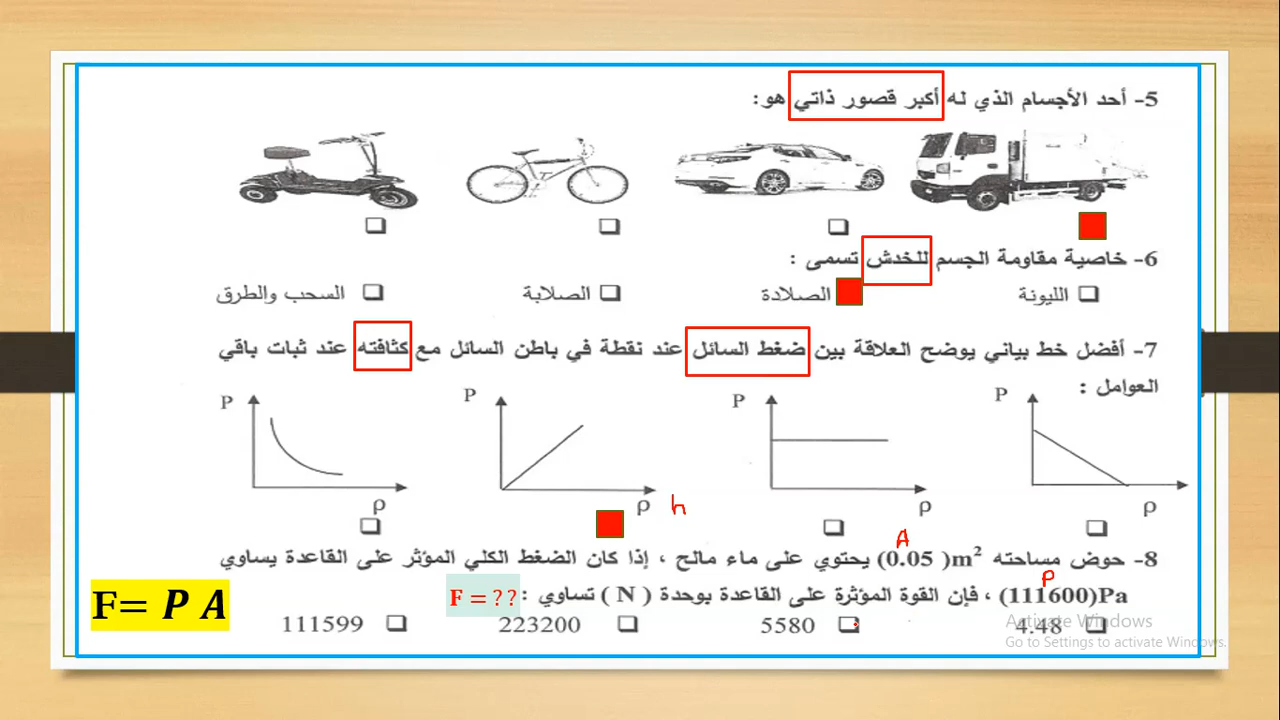 5- أحد الأجسام الذي له أكبر قصور ذاتي هو:
6- خاصية مقاومة الجسم للخدش تسمى :
الليونة الصلادة الصلابة السحب والطرق
7- أفضل خط بياني يوضح العلاقة بين ضغط السائل عند نقطة في باطن السائل مع كثافته عند ثبات باقي
العوامل :
P P P P
ρ ρ ρ h ρ
A
8- حوض مساحته (0.05 )m² يحتوي على ماء مالح ، إذا كان الضغط الكلي المؤثر على القاعدة يساوي
P
(111600)Pa ، فإن القوة المؤثرة على القاعدة بوحدة ( N ) تساوي : F = ??
F= P A
4.48 5580 223200 111599
Activate Windows
Go to Settings to activate Windows.